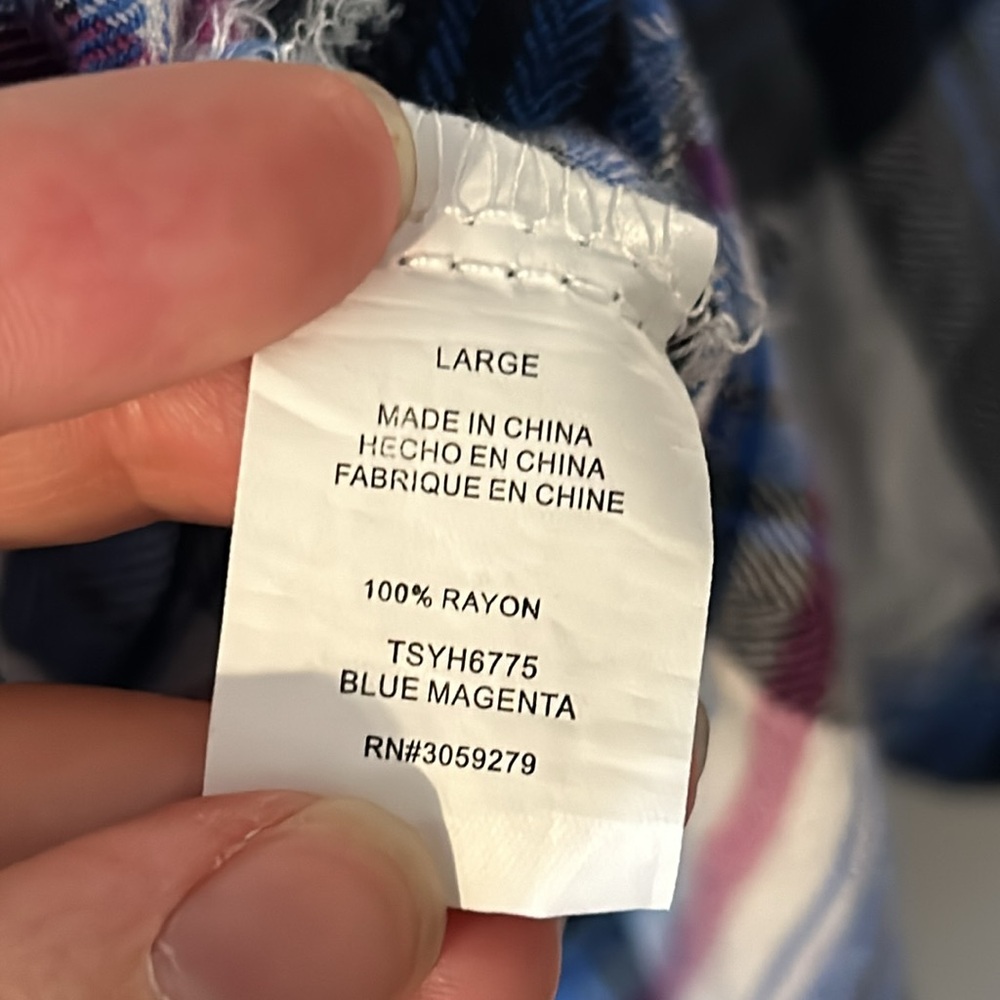 LARGE
MADE IN CHINA
HECHO EN CHINA
FABRIQUE EN CHINE
100% RAYON
TSYH6775
BLUE MAGENTA
RN#3059279